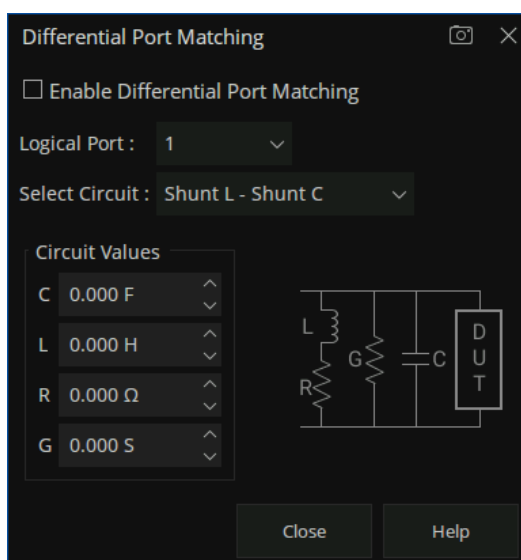 Differential Port Matching
Enable Differential Port Matching
Logical Port : 1
Select Circuit : Shunt L - Shunt C
Circuit Values
C 0.000 F
L 0.000 H
R 0.000 Ω
G 0.000 S
L
R
G
C
DUT
Close Help